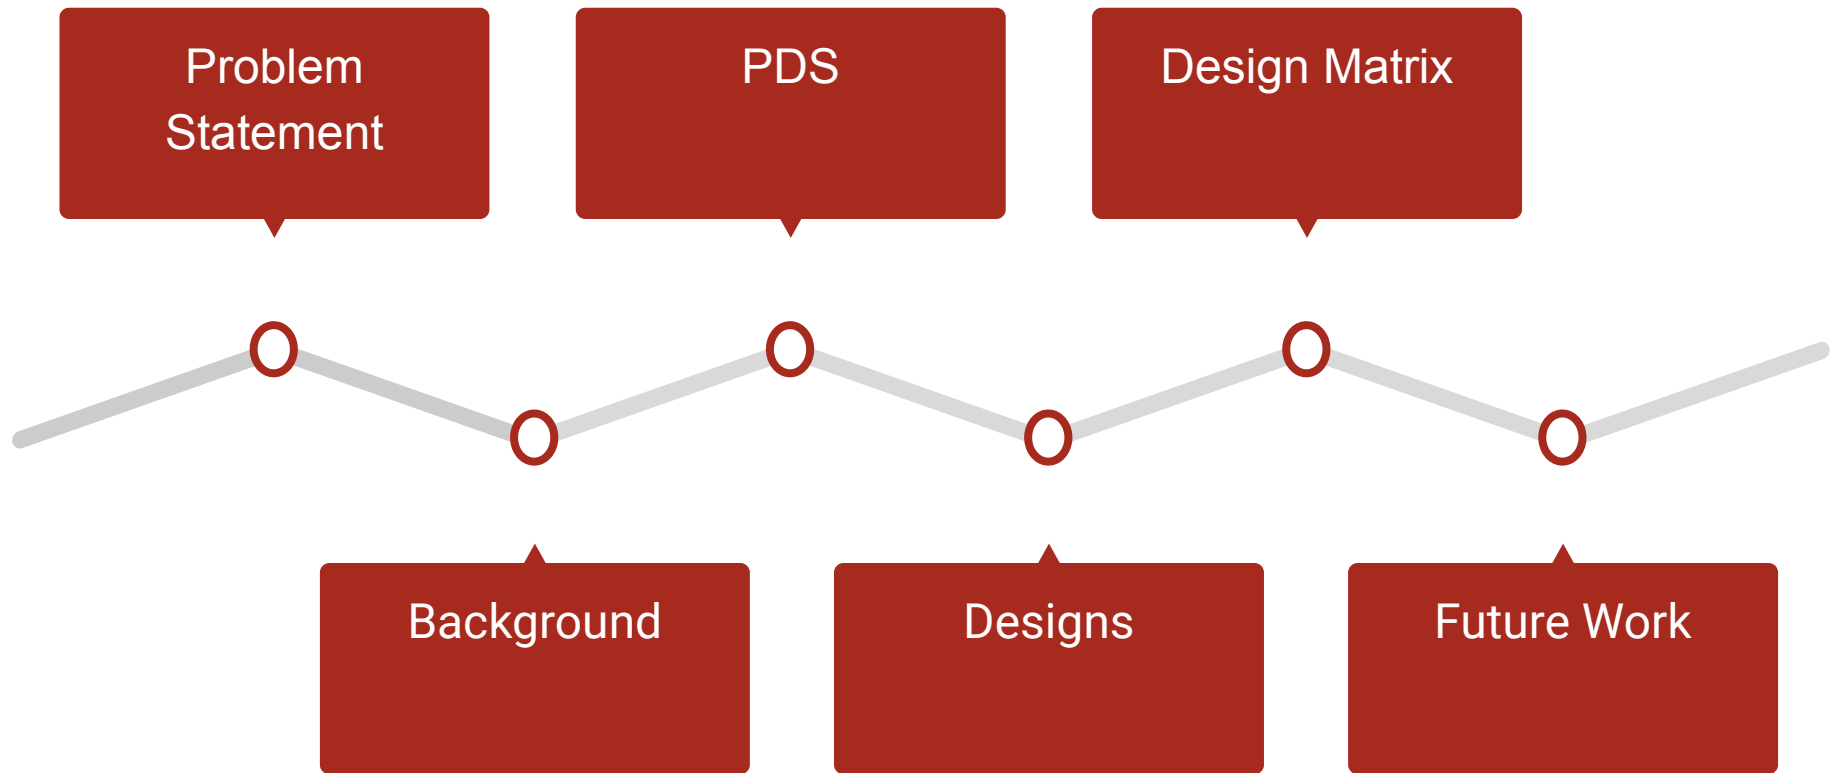 Problem
Statement
PDS
Design Matrix
Background
Designs
Future Work